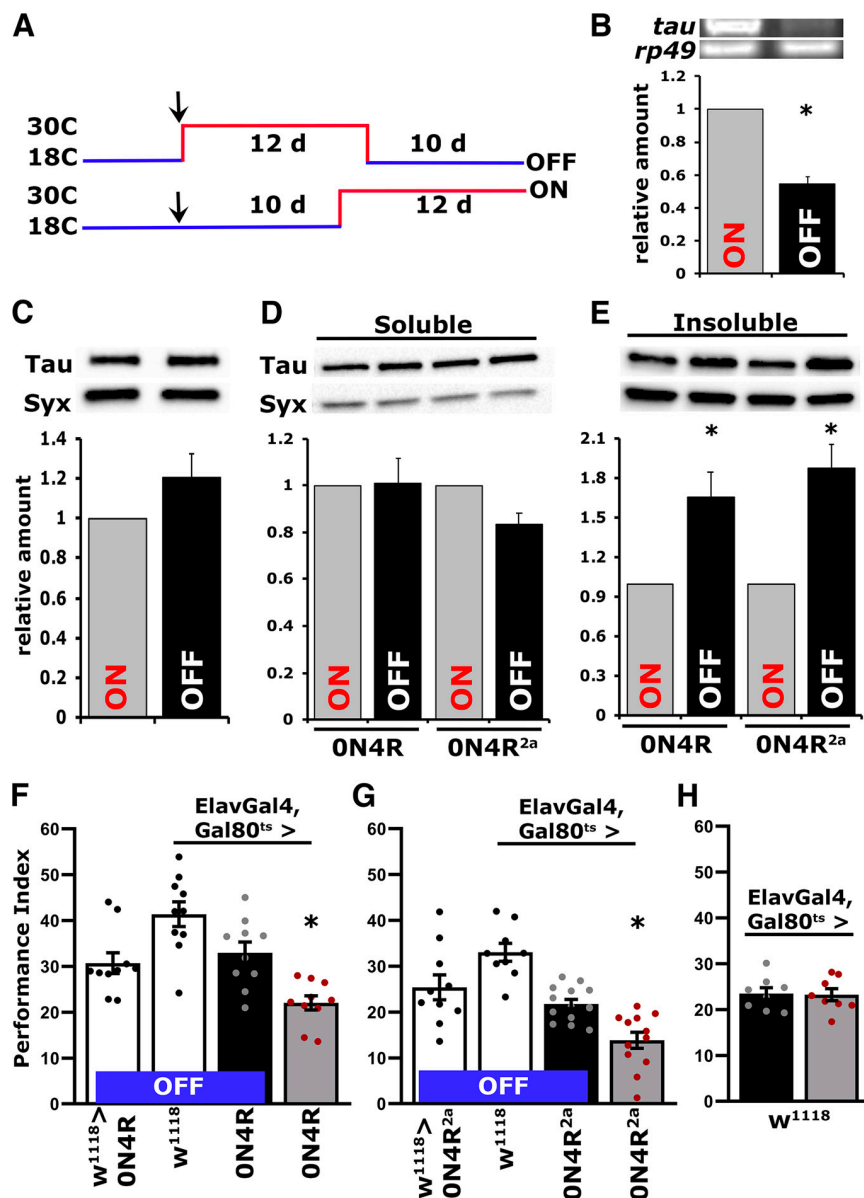 A
30C
18C
12 d
10 d
OFF
30C
18C
10 d
12 d
ON
B
tau
rp49
relative amount
1.2
1
0.8
0.6
0.4
0.2
0
*
ON
OFF
C
Tau
Syx
relative amount
1.4
1.2
1
0.8
0.6
0.4
0.2
0
ON
OFF
D
Soluble
Tau
Syx
1.2
1
0.8
0.6
0.4
0.2
0
ON
OFF
ON
OFF
0N4R
0N4R²ᵃ
E
Insoluble
2.1
1.8
1.5
1.2
0.9
0.6
0.3
0
*
*
ON
OFF
ON
OFF
0N4R
0N4R²ᵃ
F
ElavGal4,
Gal80ᵗˢ >
Performance Index
60
50
40
30
20
10
0
*
OFF
w¹¹¹⁸>
0N4R
w¹¹¹⁸
0N4R
0N4R
G
ElavGal4,
Gal80ᵗˢ >
60
50
40
30
20
10
0
*
OFF
w¹¹¹⁸>
0N4R²ᵃ
w¹¹¹⁸
0N4R²ᵃ
0N4R²ᵃ
H
60
50
40
30
20
10
0
ElavGal4,
Gal80ᵗˢ >
w¹¹¹⁸